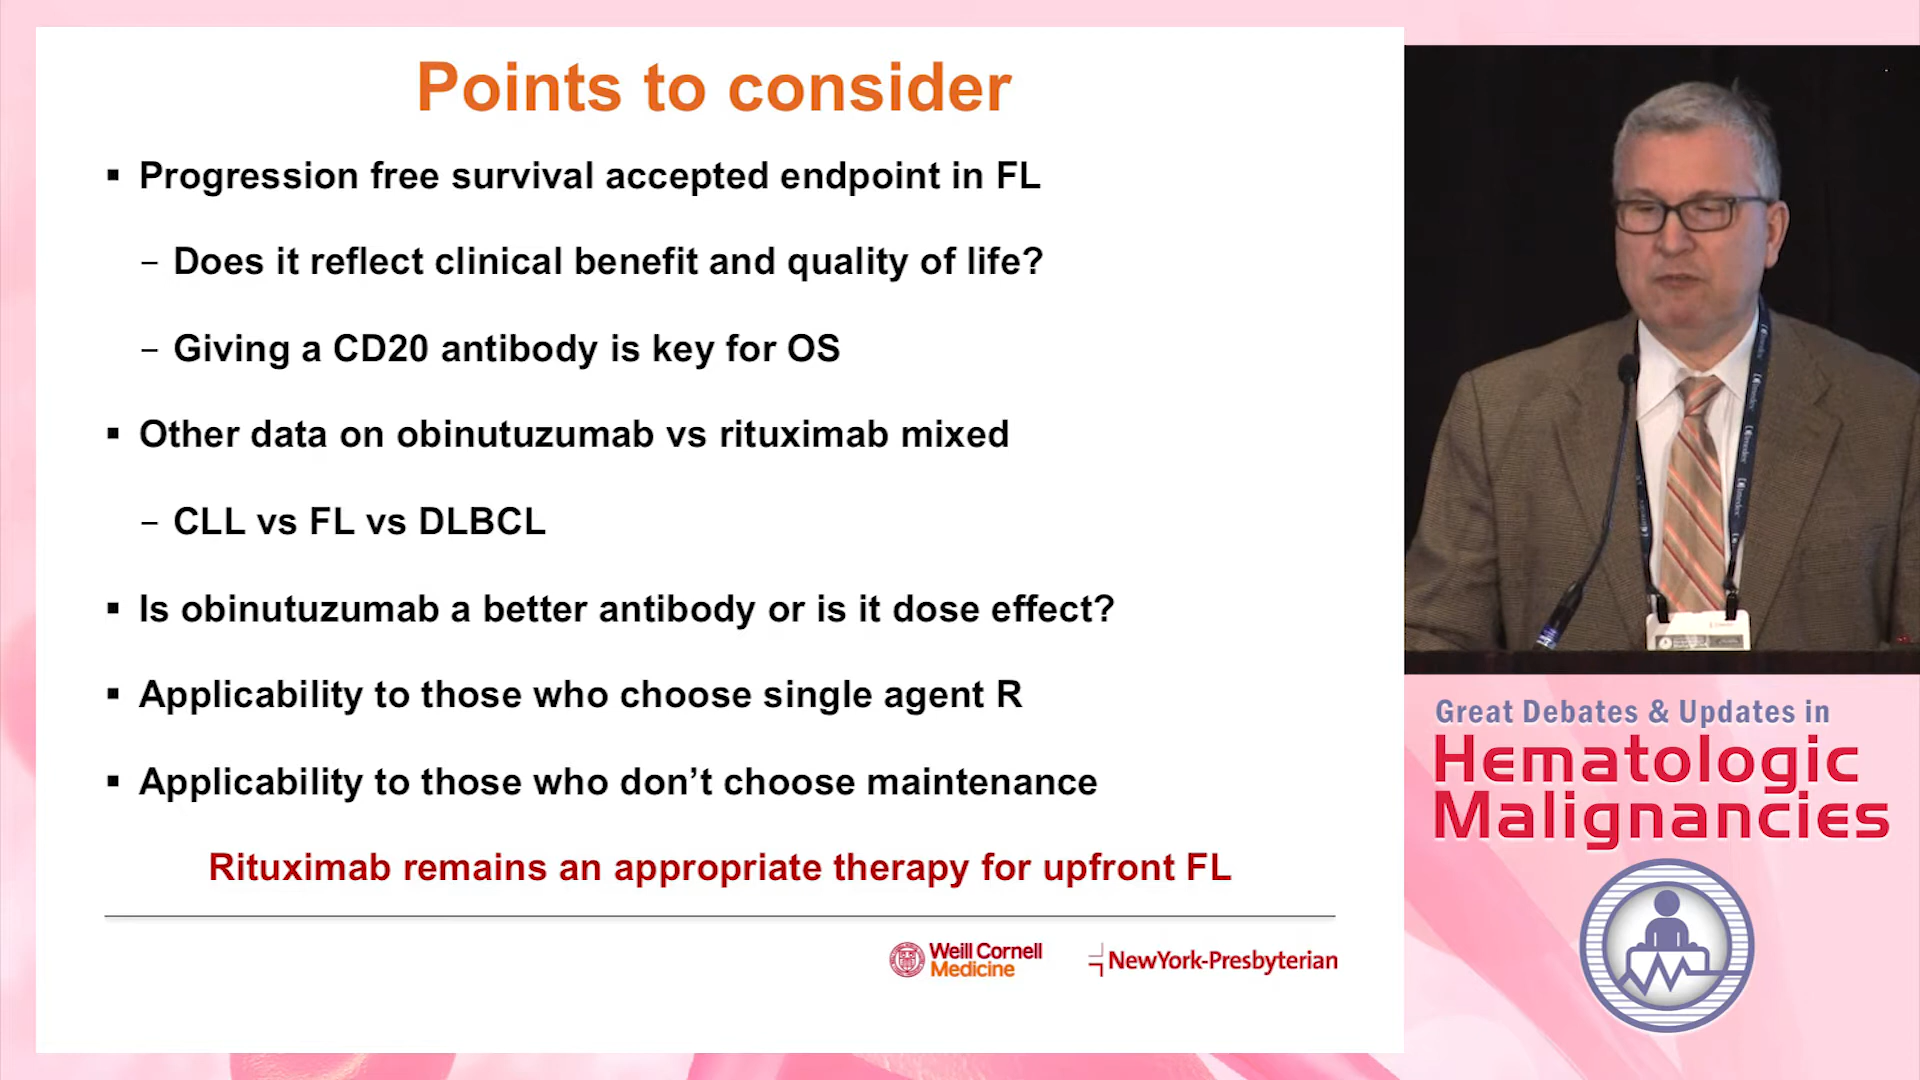 Points to consider
▪ Progression free survival accepted endpoint in FL
– Does it reflect clinical benefit and quality of life?
– Giving a CD20 antibody is key for OS
▪ Other data on obinutuzumab vs rituximab mixed
– CLL vs FL vs DLBCL
▪ Is obinutuzumab a better antibody or is it dose effect?
▪ Applicability to those who choose single agent R
▪ Applicability to those who don’t choose maintenance
Rituximab remains an appropriate therapy for upfront FL
Weill Cornell
Medicine
NewYork-Presbyterian
Great Debates & Updates in
Hematologic
Malignancies